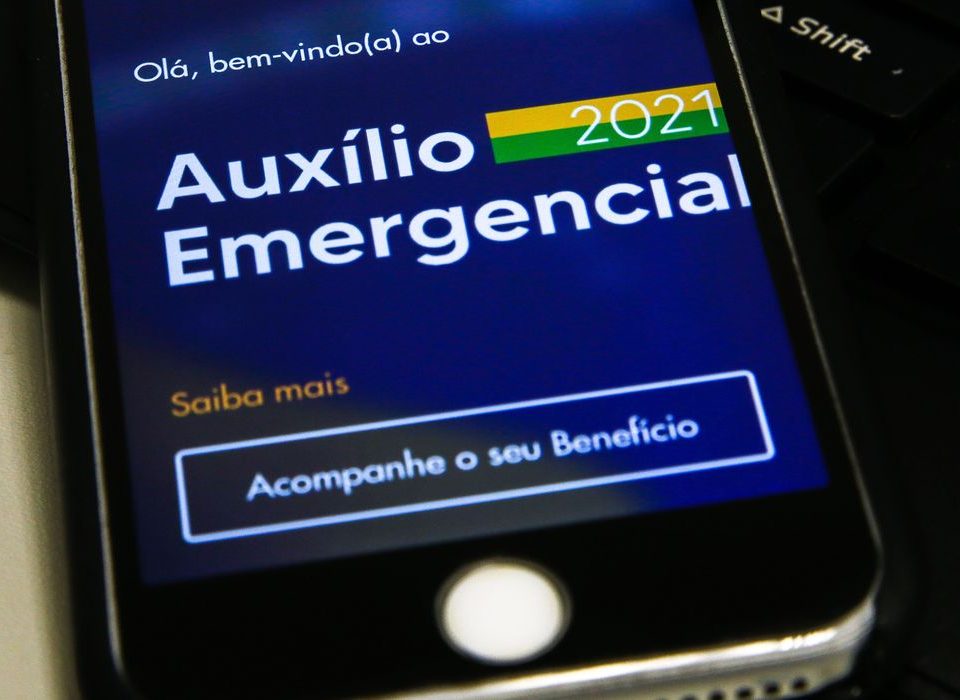 Shift
Olá, bem-vindo(a) ao
2021
Auxílio
Emergencial
Saiba mais
Acompanhe o seu Benefício